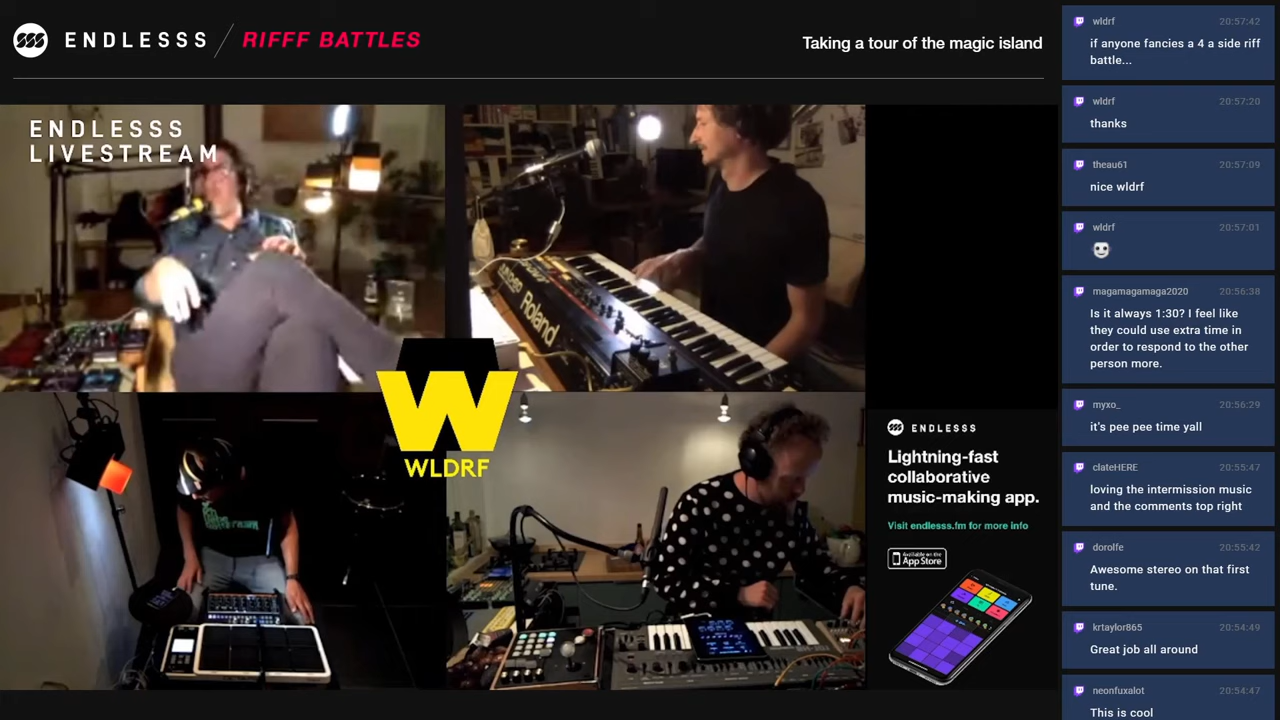 ENDLESSS / RIFFF BATTLES
Taking a tour of the magic island
ENDLESSS
LIVESTREAM
Roland
W
WLDRF
ENDLESSS
Lightning-fast
collaborative
music-making app.
Visit endlesss.fm for more info
Available on the
App Store
wldrf 20:57:42
if anyone fancies a 4 a side riff
battle...
wldrf 20:57:20
thanks
theau61 20:57:09
nice wldrf
wldrf 20:57:01
magamagamaga2020 20:56:38
Is it always 1:30? I feel like
they could use extra time in
order to respond to the other
person more.
myxo_ 20:56:29
it's pee pee time yall
clateHERE 20:55:47
loving the intermission music
and the comments top right
dorolfe 20:55:42
Awesome stereo on that first
tune.
krtaylor865 20:54:49
Great job all around
neonfuxalot 20:54:47
This is cool